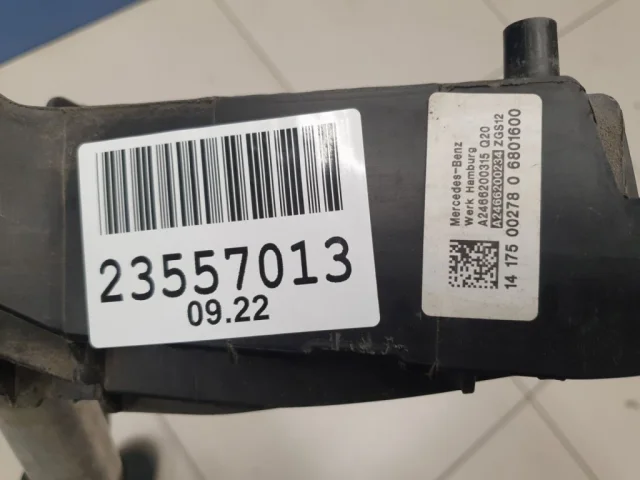 23557013
09.22
Mercedes-Benz
Werk Hamburg
A2466200315 Q20
A2466200234 ZGS12
14 175 00278 0 6801600